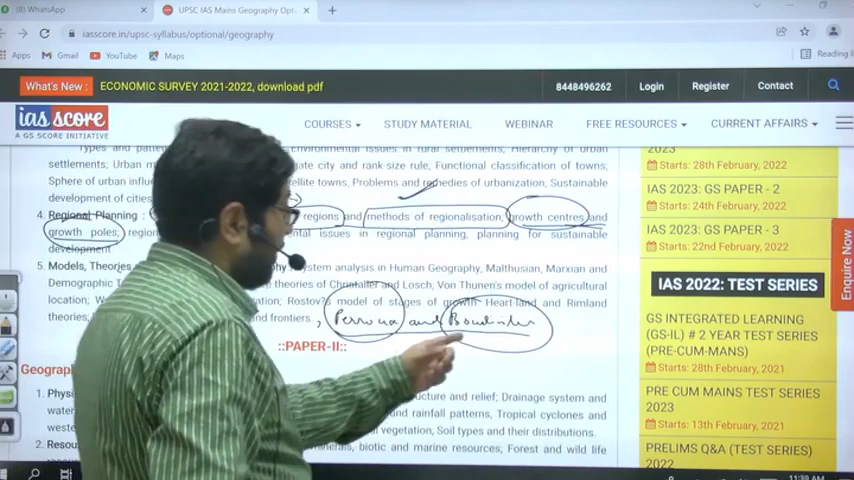 (8) WhatsApp
UPSC IAS Mains Geography Opt
iasscore.in/upsc-syllabus/optional/geography
Apps
Gmail
YouTube
Maps
Reading
What's New :
ECONOMIC SURVEY 2021-2022, download pdf
8448496262
Login
Register
Contact
ias score
A GS SCORE INITIATIVE
COURSES
STUDY MATERIAL
WEBINAR
FREE RESOURCES
CURRENT AFFAIRS
Types and Environmental issues in rural settlements; Hierarchy of urban
settlements; Urban city and rank-size rule, Functional classification of towns;
Sphere of urban towns, Problems and remedies of urbanization, Sustainable
development of cities
4. Regional Planning : regions and methods of regionalisation; growth centres and
growth poles; issues in regional planning, planning for sustainable
development
5. Models, Theories System analysis in Human Geography, Malthusian, Marxian and
Demographic theories of Christaller and Losch, Von Thunen's model of agricultural
location; Rostov's model of stages of growth Heart-land and Rimland
theories; and frontiers. , and
::PAPER-II::
1. relief; Drainage system and
and rainfall patterns, Tropical cyclones and
vegetation; Soil types and their distributions.
2. minerals, biotic and marine resources; Forest and wild life
2023
Starts: 28th February, 2022
IAS 2023: GS PAPER - 2
Starts: 24th February, 2022
IAS 2023: GS PAPER - 3
Starts: 22nd February, 2022
IAS 2022: TEST SERIES
GS INTEGRATED LEARNING
(GS-IL) # 2 YEAR TEST SERIES
(PRE-CUM-MANS)
Starts: 28th February, 2021
PRE CUM MAINS TEST SERIES
2023
Starts: 13th February, 2021
PRELIMS Q&A (TEST SERIES)
2022
Enquire Now
11:39 AM